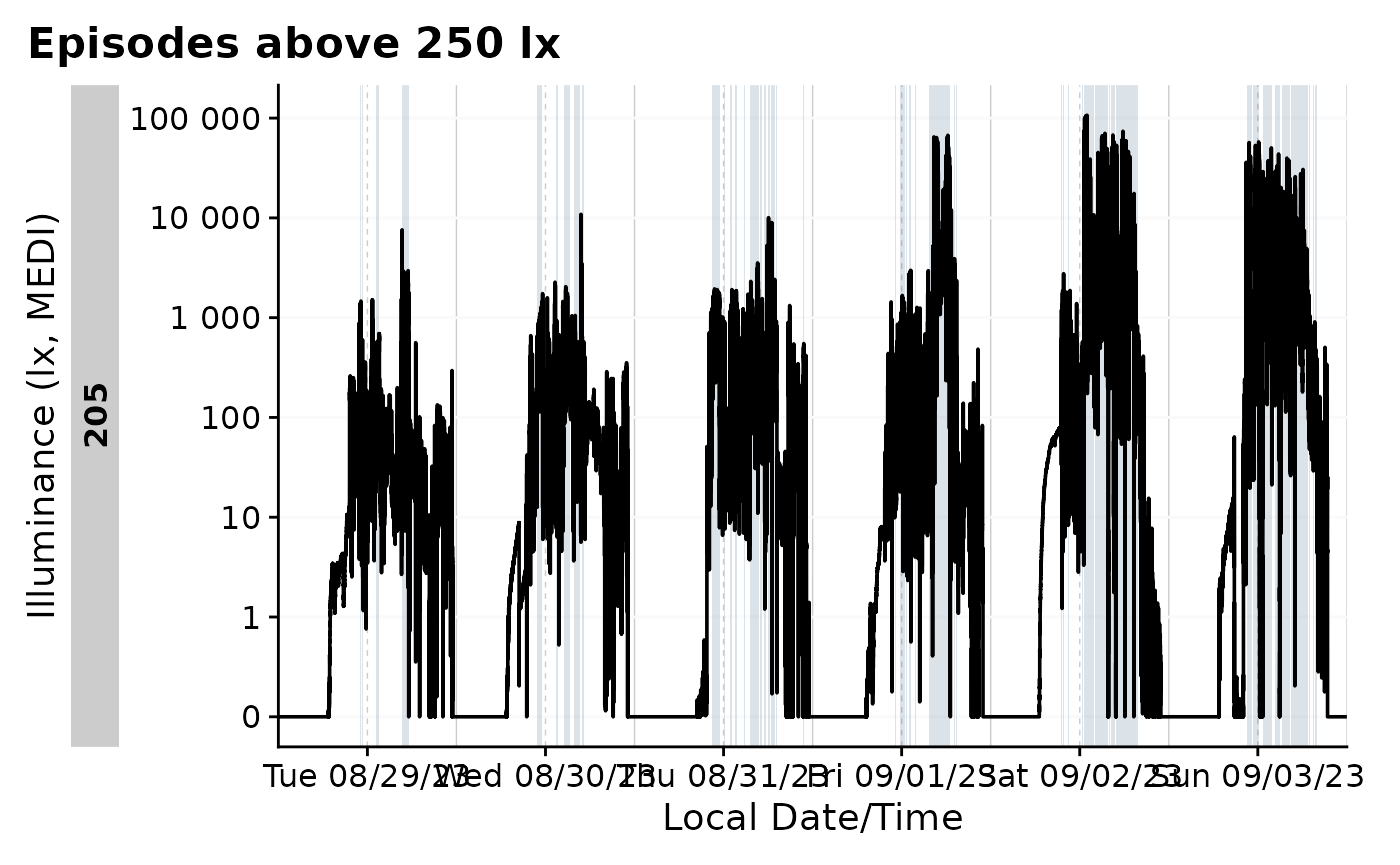 Episodes above 250 lx
Illuminance (lx, MEDI)
205
100 000
10 000
1 000
100
10
1
0
Tue 08/29/23
Wed 08/30/23
Thu 08/31/23
Fri 09/01/23
Sat 09/02/23
Sun 09/03/23
Local Date/Time